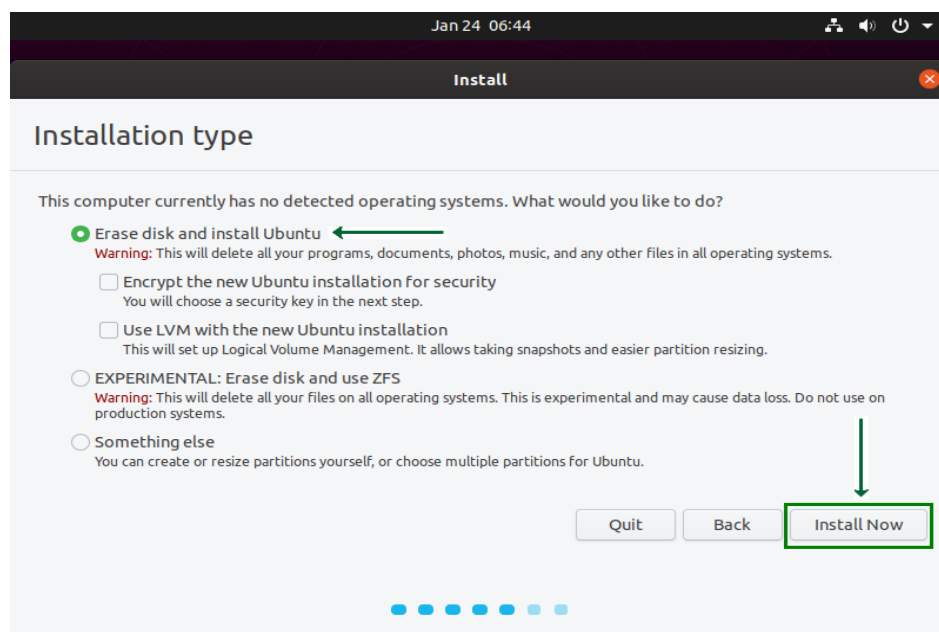 Jan 24 06:44
Install
Installation type
This computer currently has no detected operating systems. What would you like to do?
Erase disk and install Ubuntu
Warning: This will delete all your programs, documents, photos, music, and any other files in all operating systems.
Encrypt the new Ubuntu installation for security
You will choose a security key in the next step.
Use LVM with the new Ubuntu installation
This will set up Logical Volume Management. It allows taking snapshots and easier partition resizing.
EXPERIMENTAL: Erase disk and use ZFS
Warning: This will delete all your files on all operating systems. This is experimental and may cause data loss. Do not use on
production systems.
Something else
You can create or resize partitions yourself, or choose multiple partitions for Ubuntu.
Quit Back Install Now